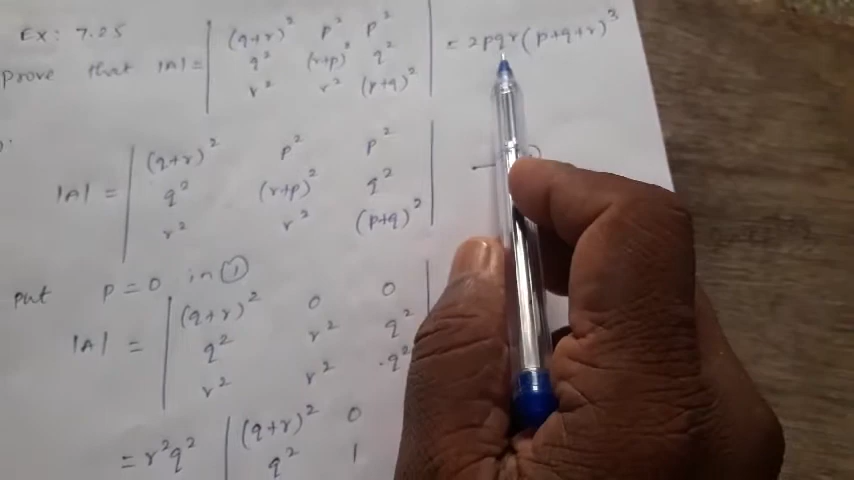 Ex: 7.25
Prove that |A| = | (q+r)² p² p² | = 2pqr(p+q+r)³
q² (r+p)² q²
r² r² (p+q)²
(q+r)² p² p²
|A| = | q² (r+p)² q² |
r² r² (p+q)²
Put P = 0 in ①
(q+r)² 0 0
|A| = | q² r² q²
r² r² q²
= r²q² | (q+r)² 0
q² 1